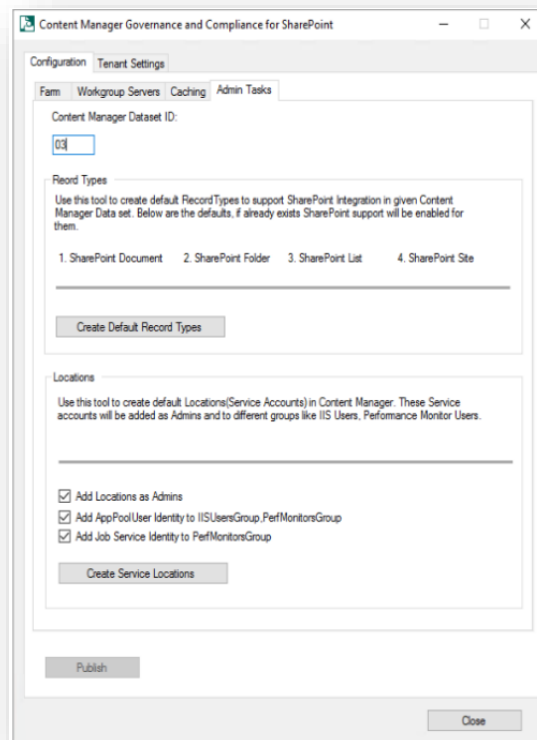 Content Manager Governance and Compliance for SharePoint
Configuration Tenant Settings
Farm Workgroup Servers Caching Admin Tasks
Content Manager Dataset ID:
03
Reord Types
Use this tool to create default RecordTypes to support SharePoint Integration in given Content
Manager Data set. Below are the defaults, if already exists SharePoint support will be enabled for
them.
1. SharePoint Document 2. SharePoint Folder 3. SharePoint List 4. SharePoint Site
Create Default Record Types
Locations
Use this tool to create default Locations(Service Accounts) in Content Manager. These Service
accounts will be added as Admins and to different groups like IIS Users, Performance Monitor Users.
Add Locations as Admins
Add AppPoolUser Identity to IISUsersGroup,PerfMonitorsGroup
Add Job Service Identity to PerfMonitorsGroup
Create Service Locations
Publish
Close